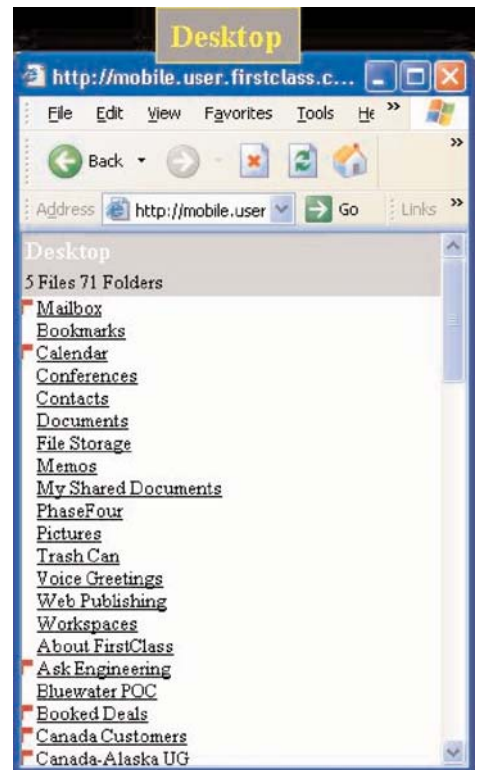 Desktop
http://mobile.user.firstclass.c...
File Edit View Favorites Tools He »
Back »
Address http://mobile.user Go Links »
Desktop
5 Files 71 Folders
Mailbox
Bookmarks
Calendar
Conferences
Contacts
Documents
File Storage
Memos
My Shared Documents
PhaseFour
Pictures
Trash Can
Voice Greetings
Web Publishing
Workspaces
About FirstClass
Ask Engineering
Bluewater POC
Booked Deals
Canada Customers
Canada-Alaska UG